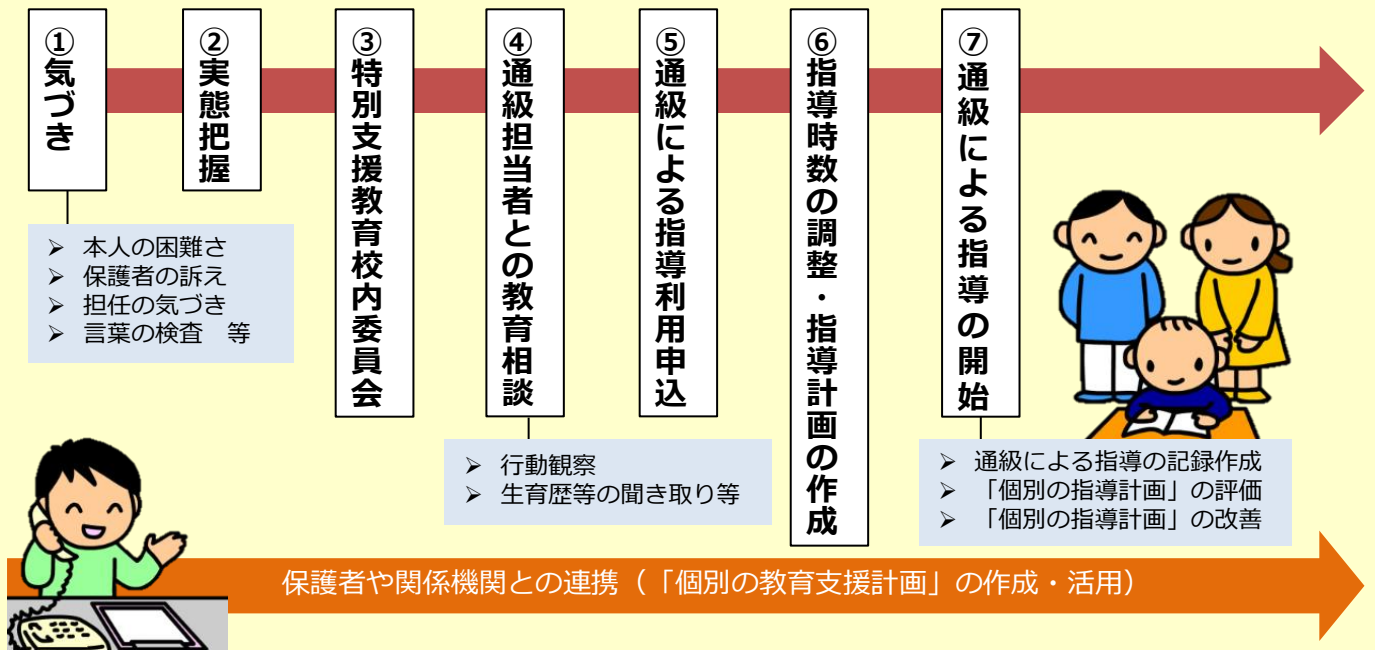 ①気づき
②実態把握
③特別支援教育校内委員会
④通級担当者との教育相談
⑤通級による指導利用申込
⑥指導時数の調整・指導計画の作成
⑦通級による指導の開始
➢ 本人の困難さ
➢ 保護者の訴え
➢ 担任の気づき
➢ 言葉の検査　等
➢ 行動観察
➢ 生育歴等の聞き取り等
➢ 通級による指導の記録作成
➢ 「個別の指導計画」の評価
➢ 「個別の指導計画」の改善
保護者や関係機関との連携（「個別の教育支援計画」の作成・活用）